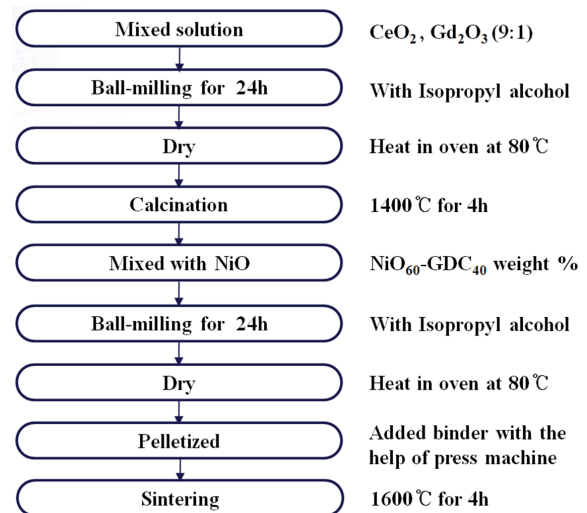 Mixed solution
CeO2 , Gd2O3 (9:1)
Ball-milling for 24h
With Isopropyl alcohol
Dry
Heat in oven at 80℃
Calcination
1400℃ for 4h
Mixed with NiO
NiO60-GDC40 weight %
Ball-milling for 24h
With Isopropyl alcohol
Dry
Heat in oven at 80℃
Pelletized
Added binder with the
help of press machine
Sintering
1600℃ for 4h